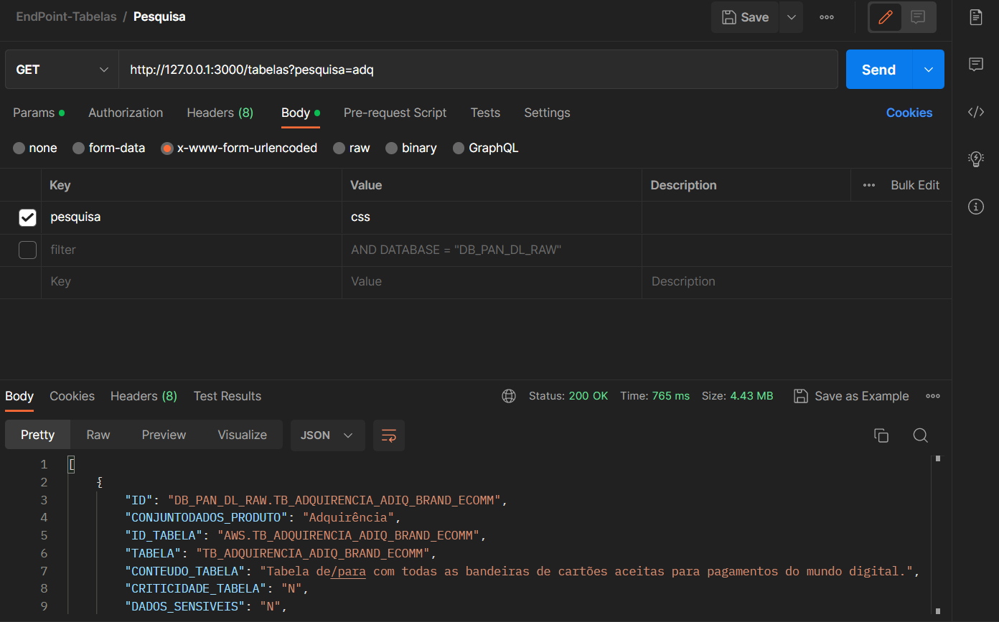 EndPoint-Tabelas / Pesquisa
Save
GET
http://127.0.0.1:3000/tabelas?pesquisa=adq
Send
Params Authorization Headers (8) Body Pre-request Script Tests Settings Cookies
none form-data x-www-form-urlencoded raw binary GraphQL
Key Value Description Bulk Edit
pesquisa css
filter AND DATABASE = "DB_PAN_DL_RAW"
Key Value Description
Body Cookies Headers (8) Test Results Status: 200 OK Time: 765 ms Size: 4.43 MB Save as Example
Pretty Raw Preview Visualize JSON
1 [
2 {
3 "ID": "DB_PAN_DL_RAW.TB_ADQUIRENCIA_ADIQ_BRAND_ECOMM",
4 "CONJUNTODADOS_PRODUTO": "Adquirência",
5 "ID_TABELA": "AWS.TB_ADQUIRENCIA_ADIQ_BRAND_ECOMM",
6 "TABELA": "TB_ADQUIRENCIA_ADIQ_BRAND_ECOMM",
7 "CONTEUDO_TABELA": "Tabela de/para com todas as bandeiras de cartões aceitas para pagamentos do mundo digital.",
8 "CRITICIDADE_TABELA": "N",
9 "DADOS_SENSIVEIS": "N",